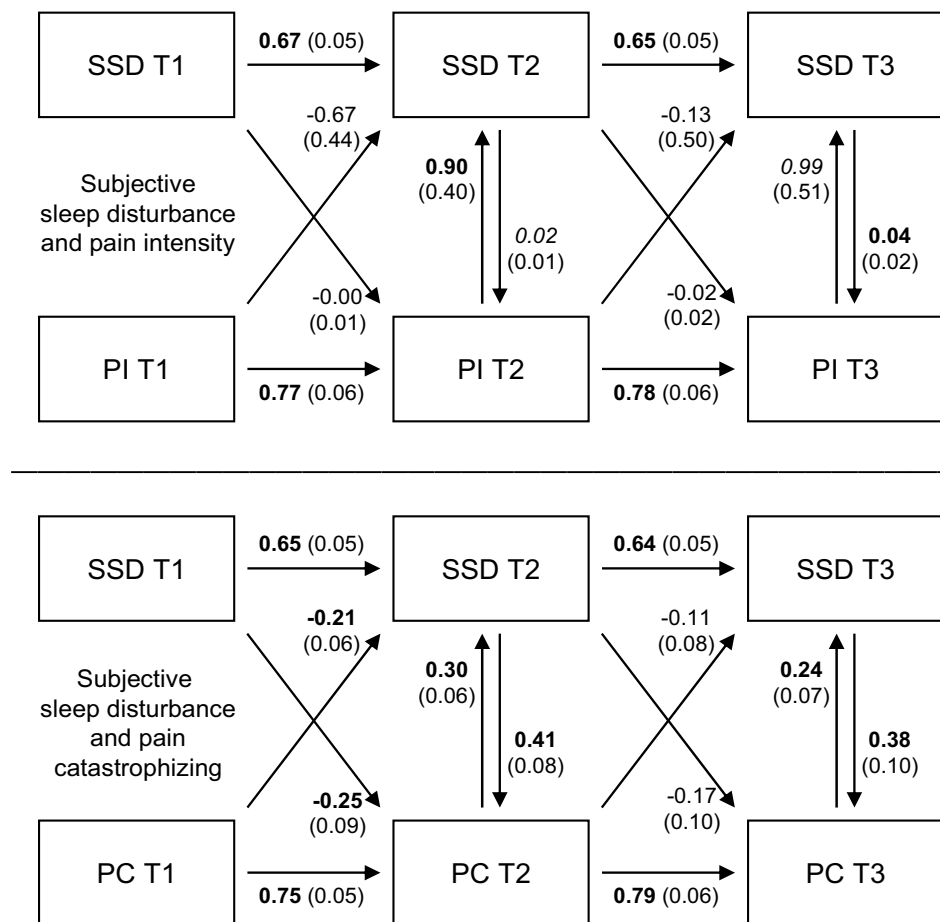 0.67 (0.05)
0.65 (0.05)
SSD T1
SSD T2
SSD T3
-0.67
(0.44)
-0.13
(0.50)
Subjective
sleep disturbance
and pain intensity
0.90
(0.40)
0.99
(0.51)
0.02
(0.01)
0.04
(0.02)
-0.00
(0.01)
-0.02
(0.02)
PI T1
PI T2
PI T3
0.77 (0.06)
0.78 (0.06)
0.65 (0.05)
0.64 (0.05)
SSD T1
SSD T2
SSD T3
-0.21
(0.06)
-0.11
(0.08)
Subjective
sleep disturbance
and pain
catastrophizing
0.30
(0.06)
0.24
(0.07)
0.41
(0.08)
0.38
(0.10)
-0.25
(0.09)
-0.17
(0.10)
PC T1
PC T2
PC T3
0.75 (0.05)
0.79 (0.06)